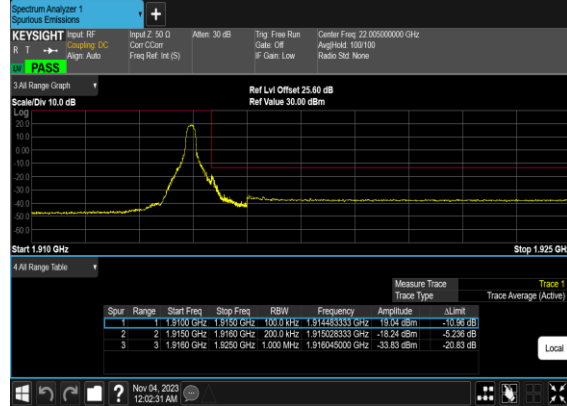 Spectrum Analyzer 1
Spurious Emissions
+
KEYSIGHT Input: RF Input Z: 50 Ω Atten: 30 dB Trig: Free Run Center Freq: 22.005000000 GHz
R T Coupling: DC Corr CCorr Gate: Off Avg|Hold: 100/100
Align: Auto Freq Ref: Int (S) IF Gain: Low Radio Std: None
PASS
3 All Range Graph
Ref Lvl Offset 25.60 dB
Scale/Div 10.0 dB Ref Value 30.00 dBm
Log
20.0
10.0
0.00
-10.0
-20.0
-30.0
-40.0
-50.0
-60.0
Start 1.910 GHz Stop 1.925 GHz
4 All Range Table
Measure Trace Trace 1
Trace Type Trace Average (Active)
Spur Range Start Freq Stop Freq RBW Frequency Amplitude ΔLimit
1 1 1.9100 GHz 1.9150 GHz 100.0 kHz 1.914483333 GHz 19.04 dBm -10.96 dB
2 2 1.9150 GHz 1.9160 GHz 200.0 kHz 1.915028333 GHz -18.24 dBm -5.236 dB
3 3 1.9160 GHz 1.9250 GHz 1.000 MHz 1.916045000 GHz -33.83 dBm -20.83 dB
Local
? Nov 04, 2023
12:02:31 AM